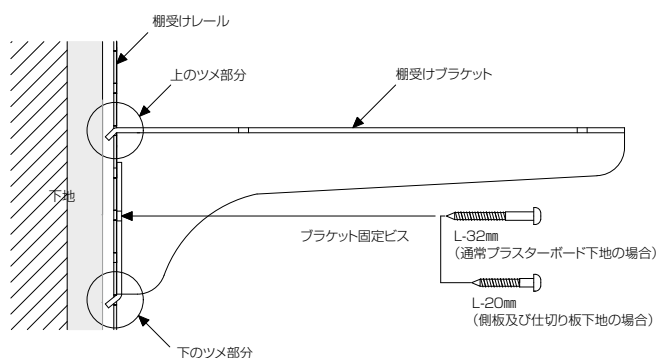 棚受けレール
上のツメ部分
棚受けブラケット
下地
ブラケット固定ビス
L-32㎜
（通常プラスターボード下地の場合）
L-20㎜
（側板及び仕切り板下地の場合）
下のツメ部分